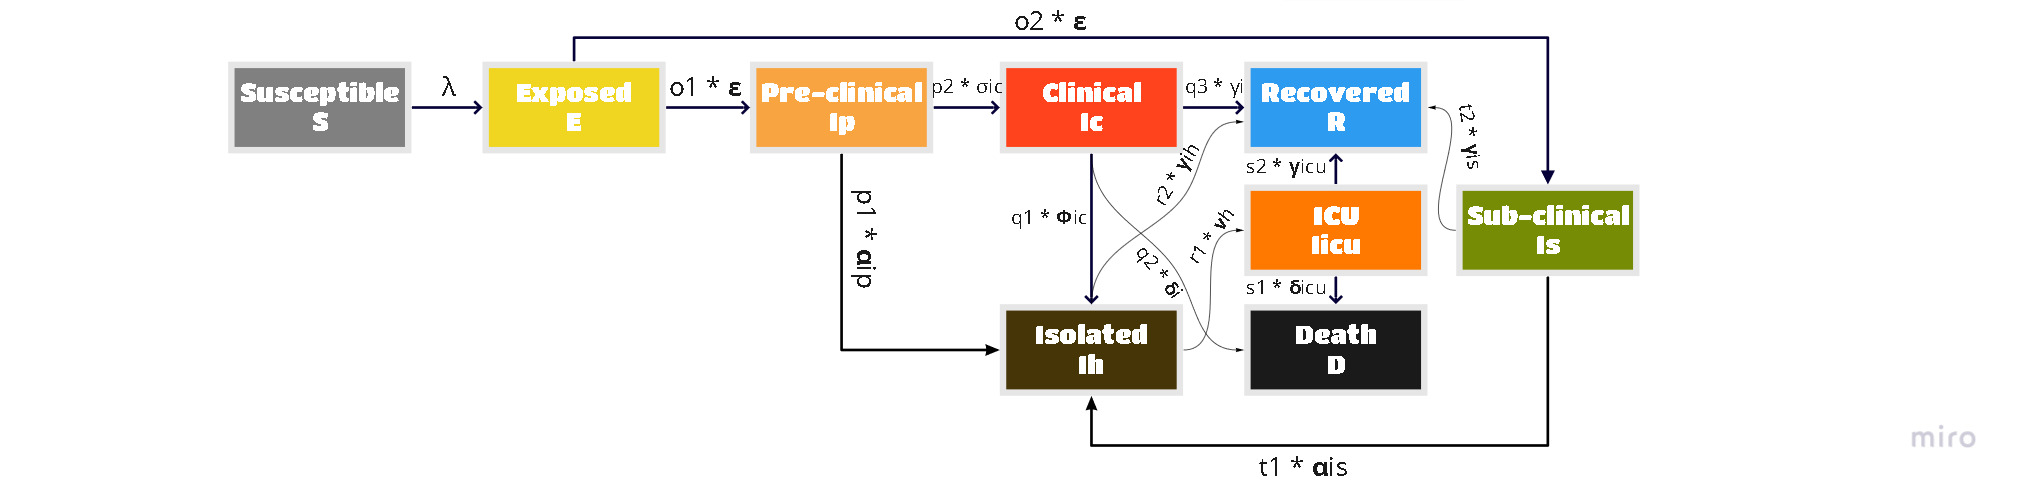 o2 * ε
Susceptible
S
λ
Exposed
E
o1 * ε
Pre-clinical
Ip
p2 * σic
Clinical
Ic
q3 * γi
Recovered
R
t2 * γis
p1 * αip
q1 * Φic
r2 * γih
q2 * δi
r1 * νh
s2 * γicu
ICU
Iicu
s1 * δicu
Sub-clinical
Is
Isolated
Ih
Death
D
t1 * αis
miro